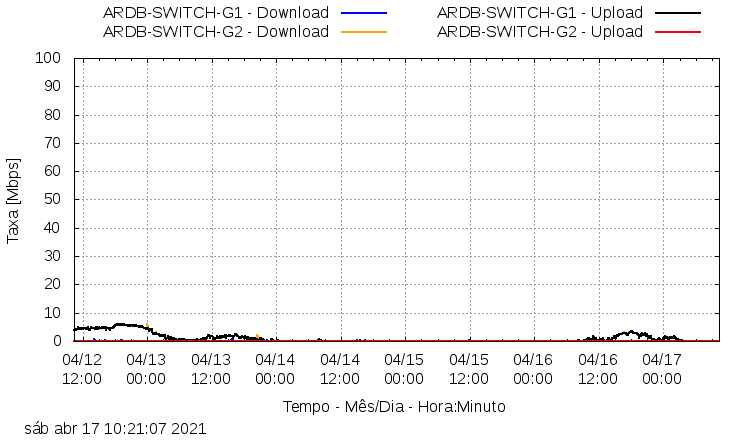 ARDB-SWITCH-G1 - Download ARDB-SWITCH-G1 - Upload
ARDB-SWITCH-G2 - Download ARDB-SWITCH-G2 - Upload
100
90
80
70
60
50
40
30
20
10
0
Taxa [Mbps]
04/12 04/13 04/13 04/14 04/14 04/15 04/15 04/16 04/16 04/17
12:00 00:00 12:00 00:00 12:00 00:00 12:00 00:00 12:00 00:00
Tempo - Mês/Dia - Hora:Minuto
sáb abr 17 10:21:07 2021